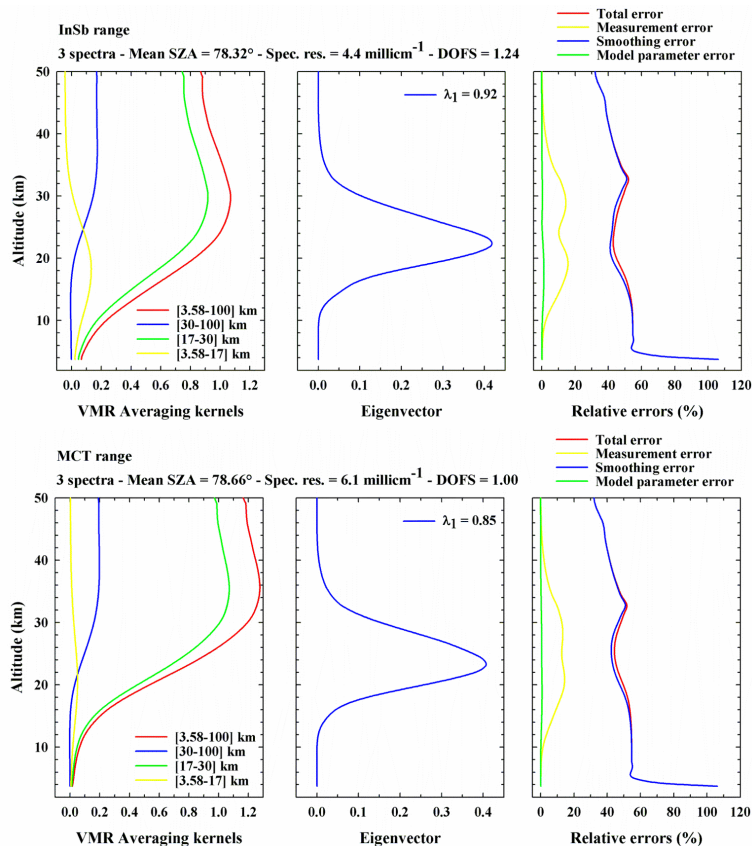 InSb range
3 spectra - Mean SZA = 78.32° - Spec. res. = 4.4 millicm⁻¹ - DOFS = 1.24
Total error
Measurement error
Smoothing error
Model parameter error
50
40
30
20
10
Altitude (km)
[3.58-100] km
[30-100] km
[17-30] km
[3.58-17] km
0.0 0.2 0.4 0.6 0.8 1.0 1.2
VMR Averaging kernels
λ₁ = 0.92
0.0 0.1 0.2 0.3 0.4
Eigenvector
0 20 40 60 80 100 120
Relative errors (%)
MCT range
3 spectra - Mean SZA = 78.66° - Spec. res. = 6.1 millicm⁻¹ - DOFS = 1.00
Total error
Measurement error
Smoothing error
Model parameter error
50
40
30
20
10
Altitude (km)
[3.58-100] km
[30-100] km
[17-30] km
[3.58-17] km
0.0 0.2 0.4 0.6 0.8 1.0 1.2
VMR Averaging kernels
λ₁ = 0.85
0.0 0.1 0.2 0.3 0.4
Eigenvector
0 20 40 60 80 100 120
Relative errors (%)